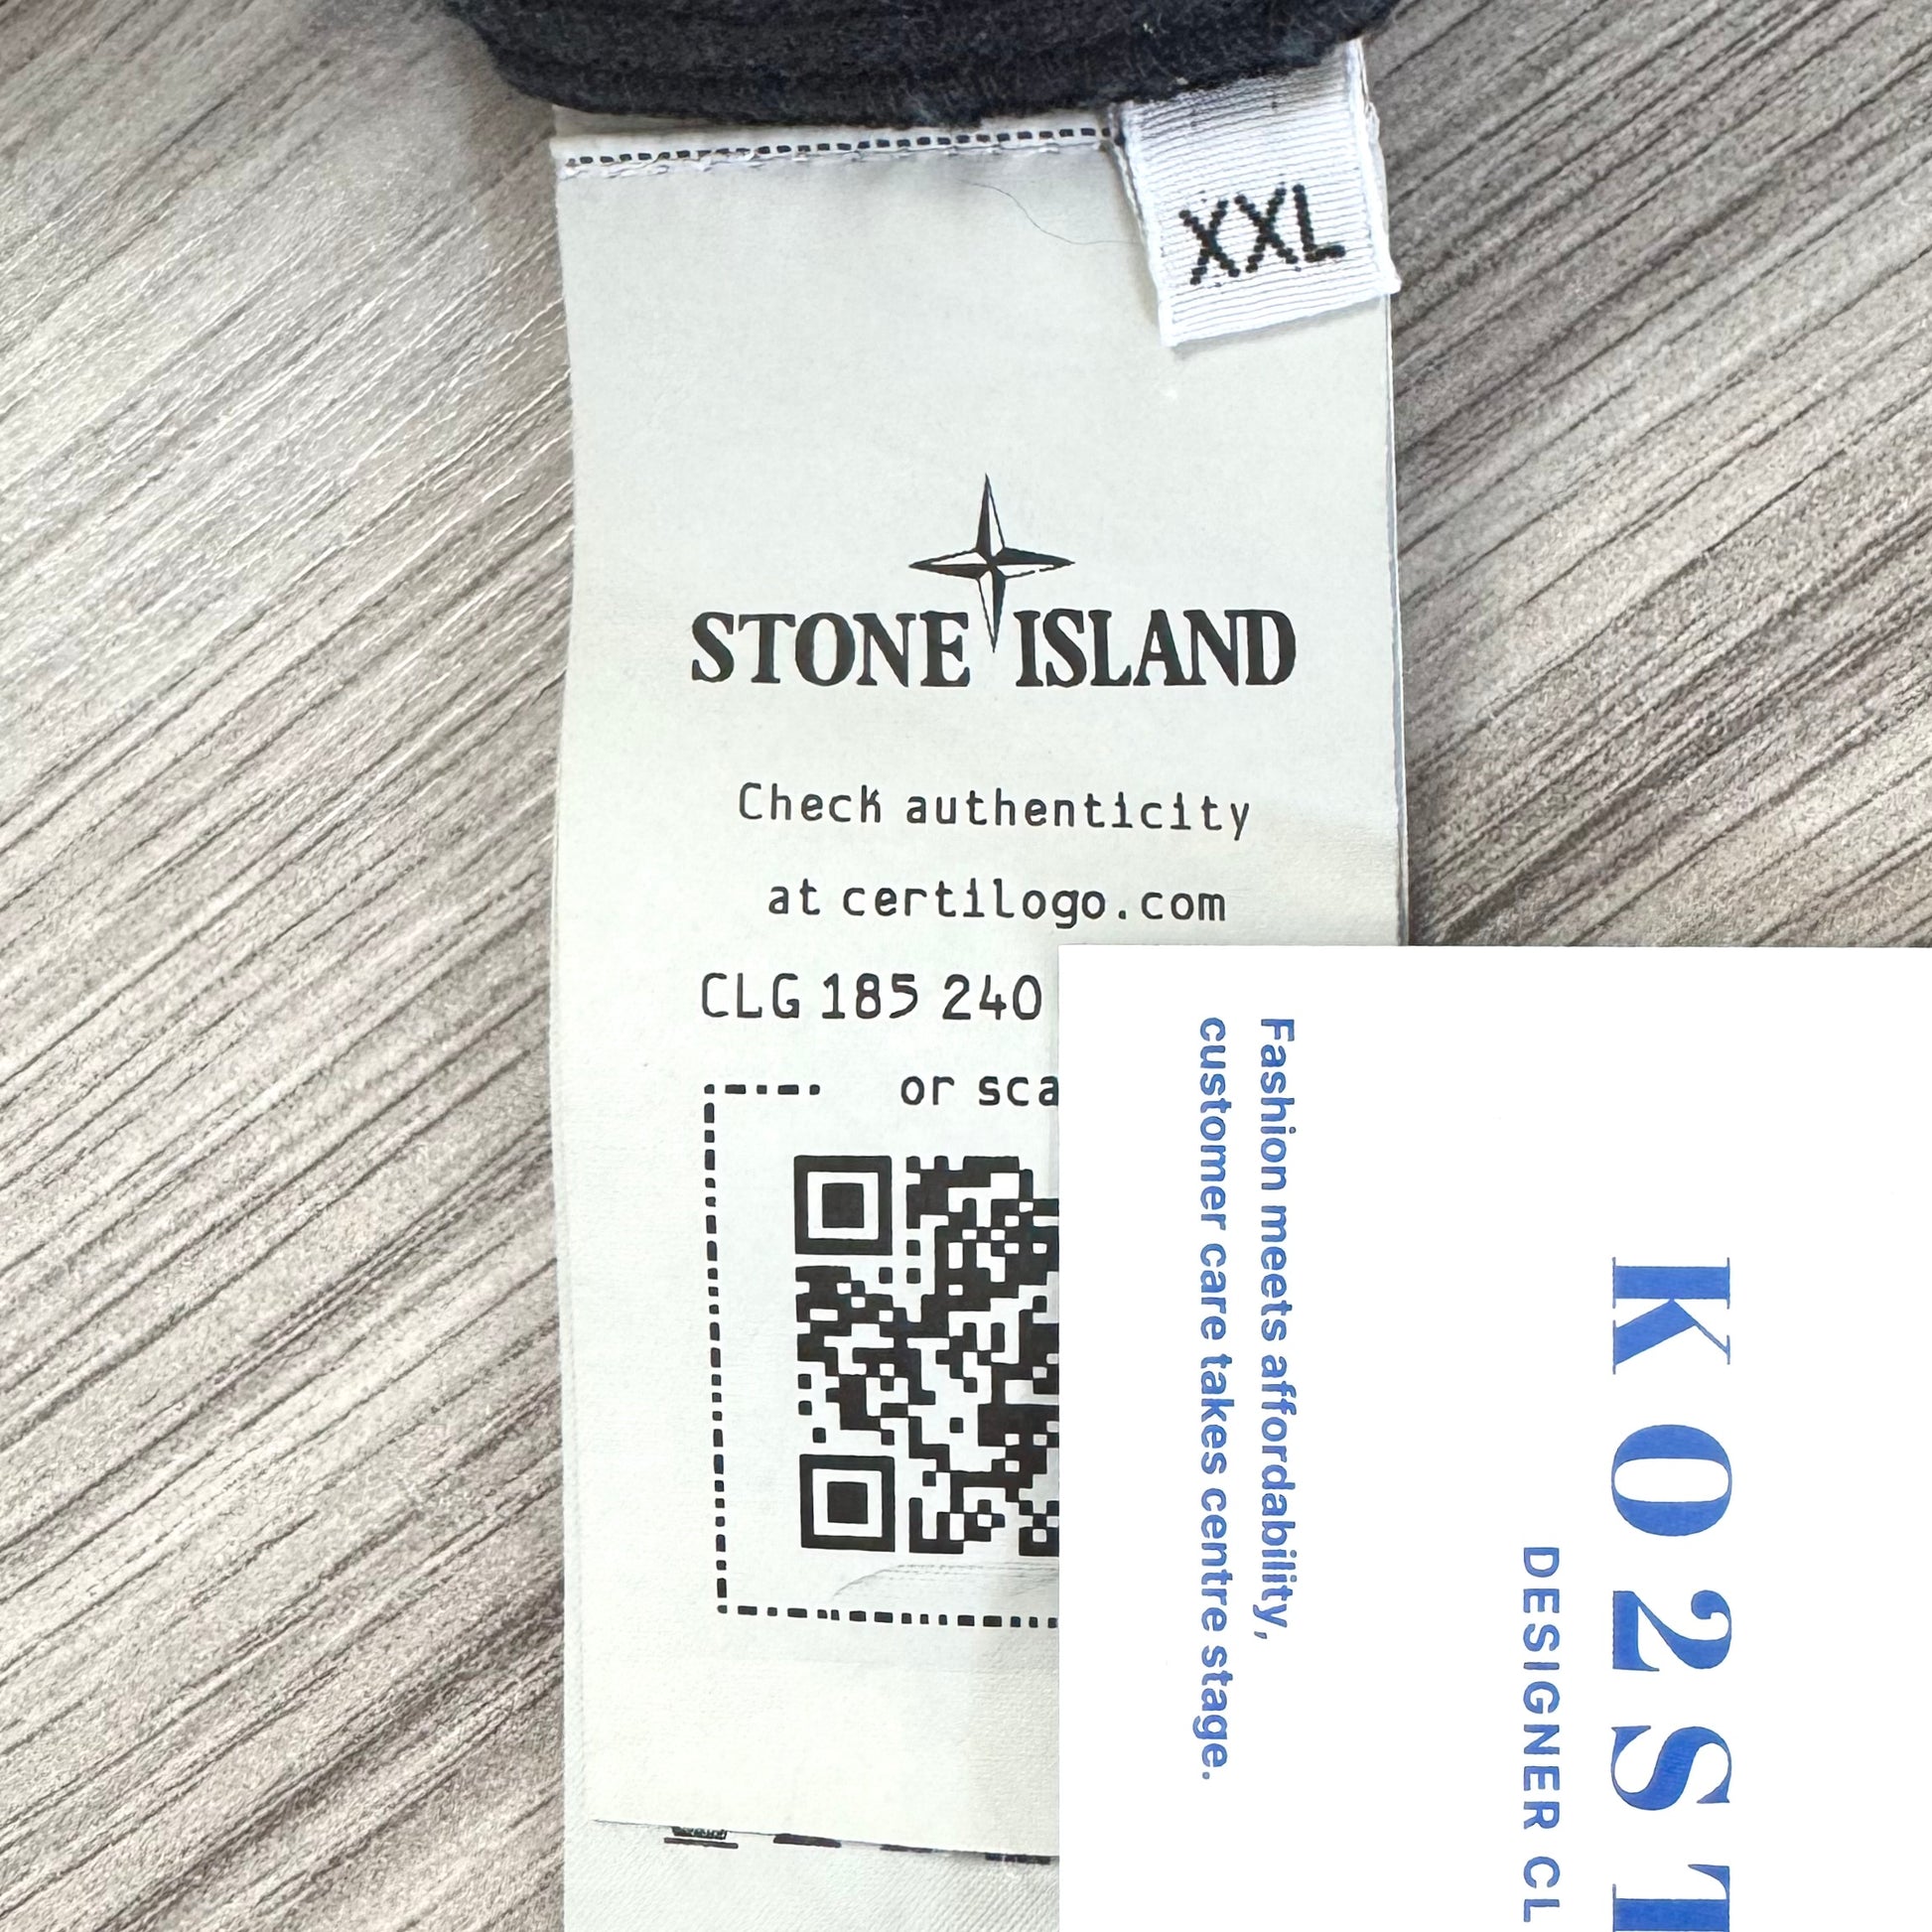 XXL
STONE ISLAND
Check authenticity
at certilogo.com
CLG 185 240
or sca
Fashion meets affordability,
customer care takes centre stage.
KO2ST
DESIGNER CL